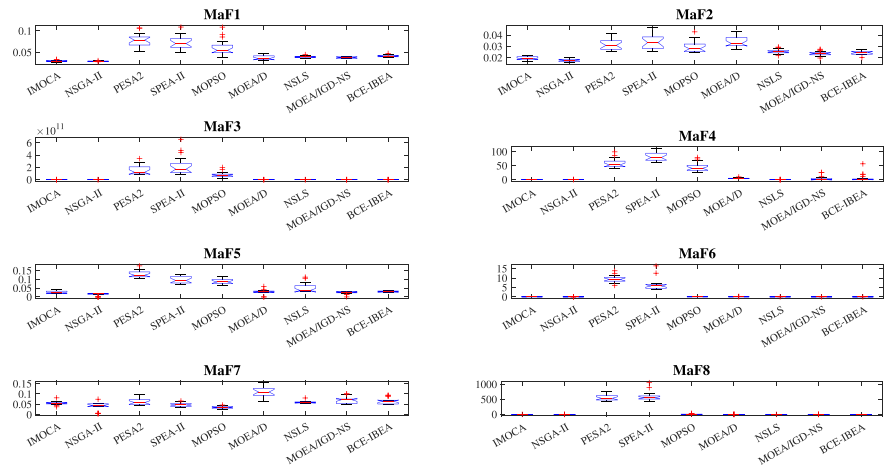 MaF1
0.1
0.05
IMOCA NSGA-II PESA2 SPEA-II MOPSO MOEA/D NSLS MOEA/IGD-NS BCE-IBEA
MaF2
0.04
0.03
0.02
IMOCA NSGA-II PESA2 SPEA-II MOPSO MOEA/D NSLS MOEA/IGD-NS BCE-IBEA
MaF3
×10^11
6
4
2
0
IMOCA NSGA-II PESA2 SPEA-II MOPSO MOEA/D NSLS MOEA/IGD-NS BCE-IBEA
MaF4
100
50
0
IMOCA NSGA-II PESA2 SPEA-II MOPSO MOEA/D NSLS MOEA/IGD-NS BCE-IBEA
MaF5
0.15
0.1
0.05
0
IMOCA NSGA-II PESA2 SPEA-II MOPSO MOEA/D NSLS MOEA/IGD-NS BCE-IBEA
MaF6
15
10
5
0
IMOCA NSGA-II PESA2 SPEA-II MOPSO MOEA/D NSLS MOEA/IGD-NS BCE-IBEA
MaF7
0.15
0.1
0.05
0
IMOCA NSGA-II PESA2 SPEA-II MOPSO MOEA/D NSLS MOEA/IGD-NS BCE-IBEA
MaF8
1000
500
0
IMOCA NSGA-II PESA2 SPEA-II MOPSO MOEA/D NSLS MOEA/IGD-NS BCE-IBEA